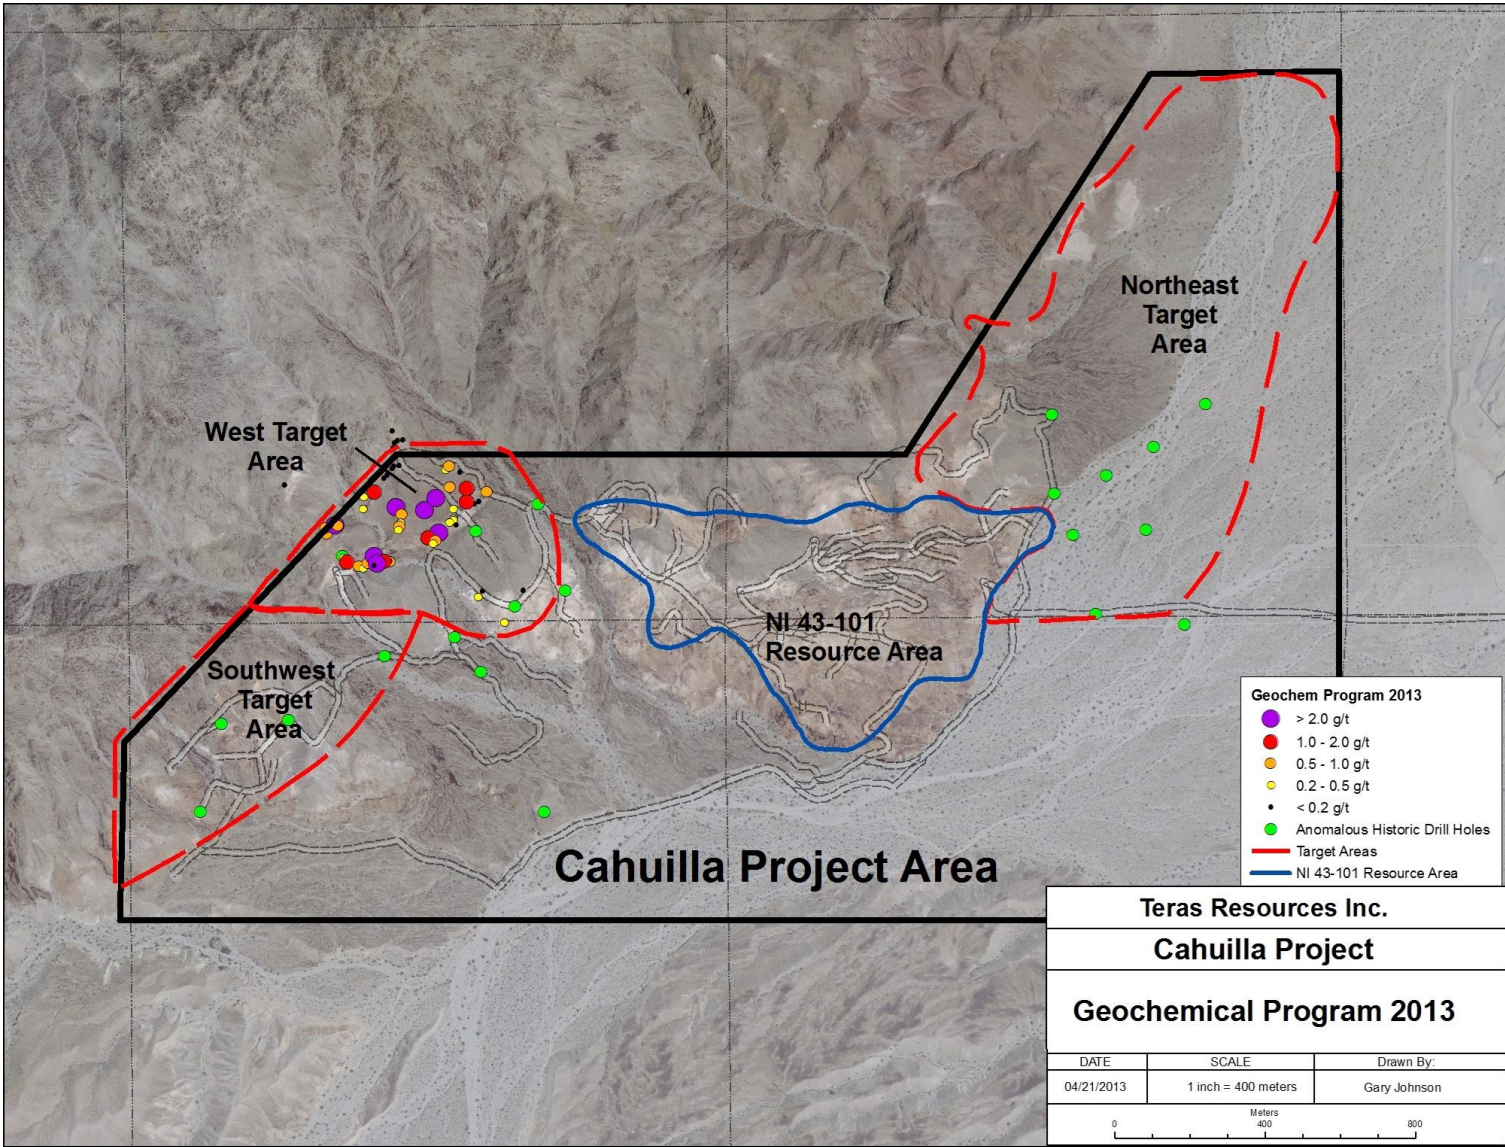 Northeast
Target
Area
West Target
Area
NI 43-101
Resource Area
Southwest
Target
Area
Cahuilla Project Area
Geochem Program 2013
> 2.0 g/t
1.0 - 2.0 g/t
0.5 - 1.0 g/t
0.2 - 0.5 g/t
< 0.2 g/t
Anomalous Historic Drill Holes
Target Areas
NI 43-101 Resource Area
Teras Resources Inc.
Cahuilla Project
Geochemical Program 2013
DATE SCALE Drawn By:
04/21/2013 1 inch = 400 meters Gary Johnson
Meters
0 400 800